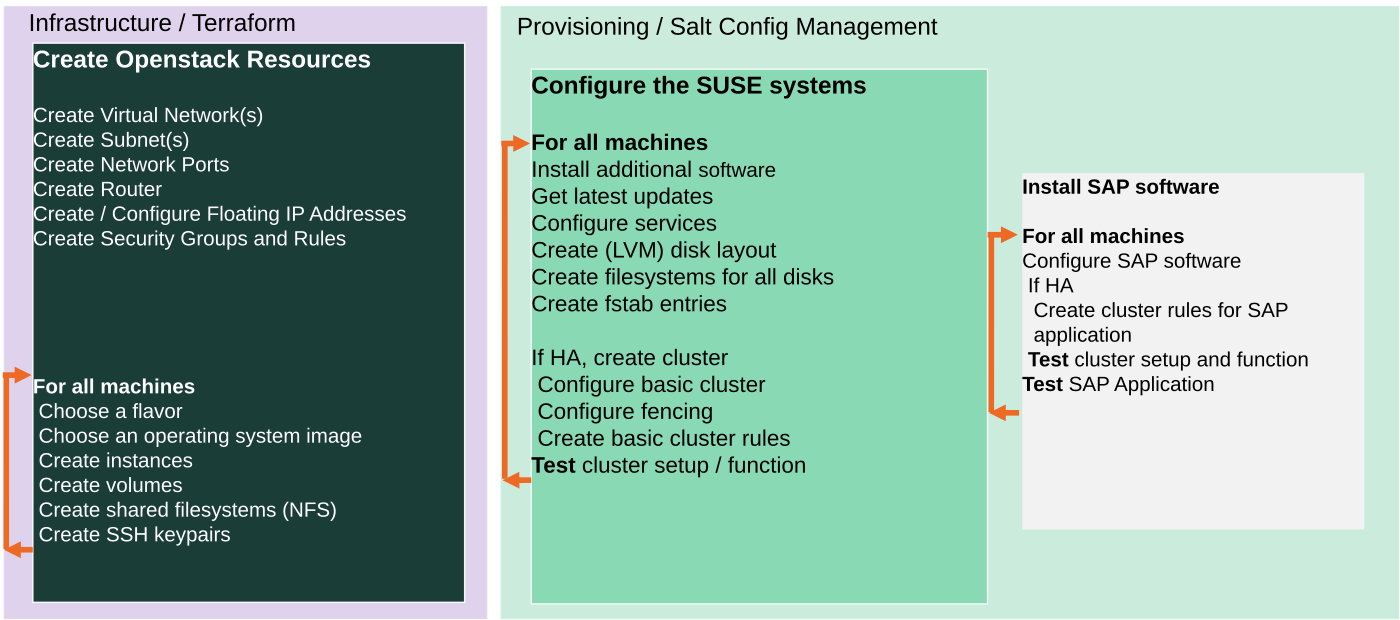 Infrastructure / Terraform
Create Openstack Resources
Create Virtual Network(s)
Create Subnet(s)
Create Network Ports
Create Router
Create / Configure Floating IP Addresses
Create Security Groups and Rules
For all machines
Choose a flavor
Choose an operating system image
Create instances
Create volumes
Create shared filesystems (NFS)
Create SSH keypairs
Provisioning / Salt Config Management
Configure the SUSE systems
For all machines
Install additional software
Get latest updates
Configure services
Create (LVM) disk layout
Create filesystems for all disks
Create fstab entries
If HA, create cluster
Configure basic cluster
Configure fencing
Create basic cluster rules
Test cluster setup / function
Install SAP software
For all machines
Configure SAP software
If HA
Create cluster rules for SAP
application
Test cluster setup and function
Test SAP Application